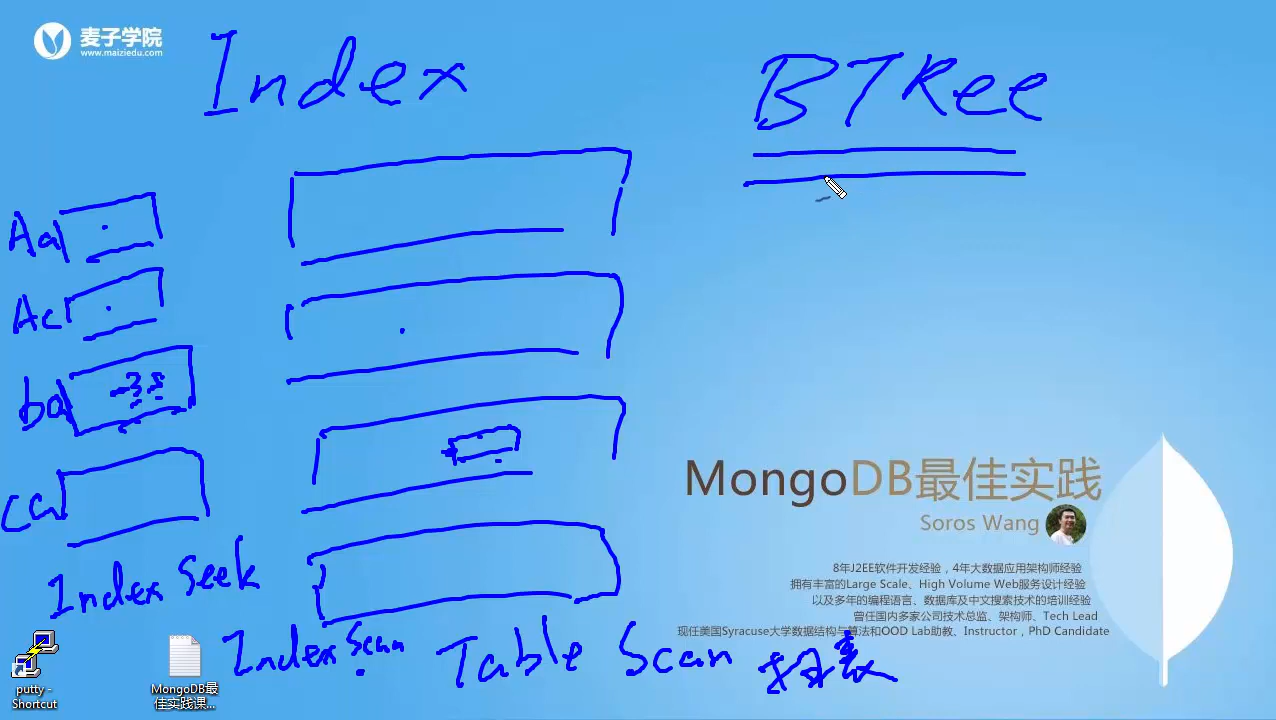 麦子学院
www.maiziedu.com
Index
BTRee
Aa
Ac
ba
38
ca
Index Seek
Index Scan
Table Scan 扫表
MongoDB最佳实践
Soros Wang
8年J2EE软件开发经验，4年大数据应用架构师经验
拥有丰富的Large Scale、High Volume Web服务设计经验
以及多年的编程语言、数据库及中文搜索技术的培训经验
曾任国内多家公司技术总监、架构师、Tech Lead
现任美国Syracuse大学数据结构与算法和OOD Lab助教、Instructor，PhD Candidate
putty -
Shortcut
MongoDB最
佳实践课...